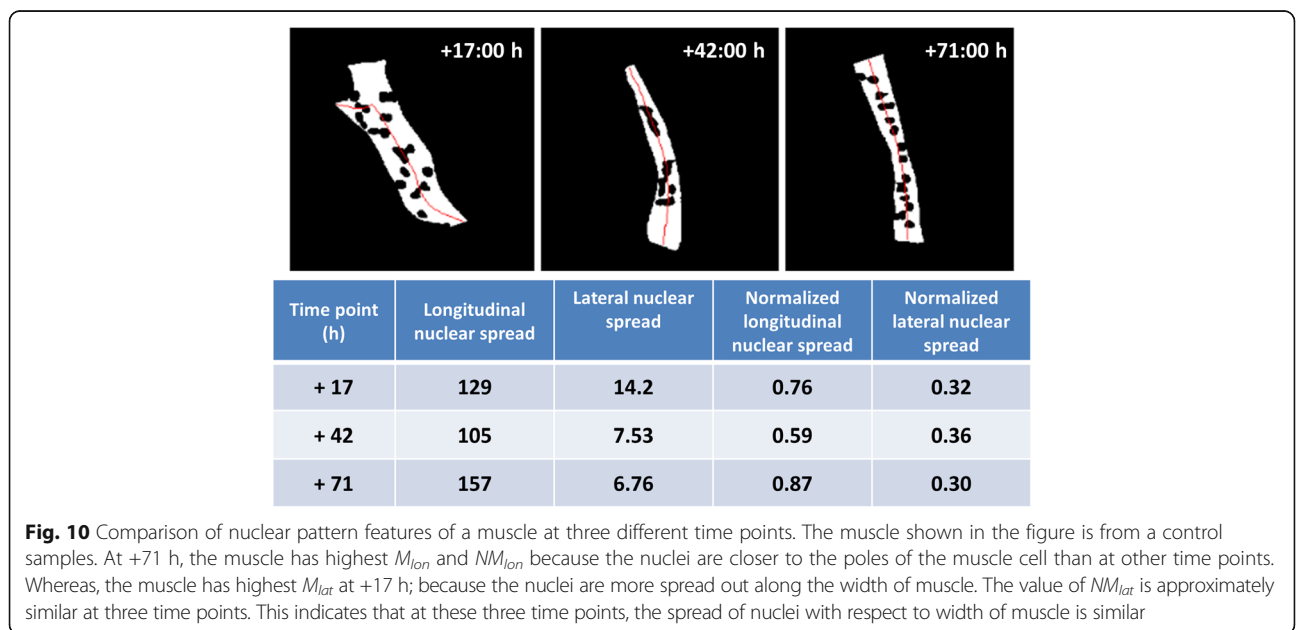 +17:00 h
+42:00 h
+71:00 h
Time point (h) Longitudinal nuclear spread Lateral nuclear spread Normalized longitudinal nuclear spread Normalized lateral nuclear spread
+ 17 129 14.2 0.76 0.32
+ 42 105 7.53 0.59 0.36
+ 71 157 6.76 0.87 0.30
Fig. 10 Comparison of nuclear pattern features of a muscle at three different time points. The muscle shown in the figure is from a control
samples. At +71 h, the muscle has highest Mlon and NMlon because the nuclei are closer to the poles of the muscle cell than at other time points.
Whereas, the muscle has highest Mlat at +17 h; because the nuclei are more spread out along the width of muscle. The value of NMlat is approximately
similar at three time points. This indicates that at these three time points, the spread of nuclei with respect to width of muscle is similar